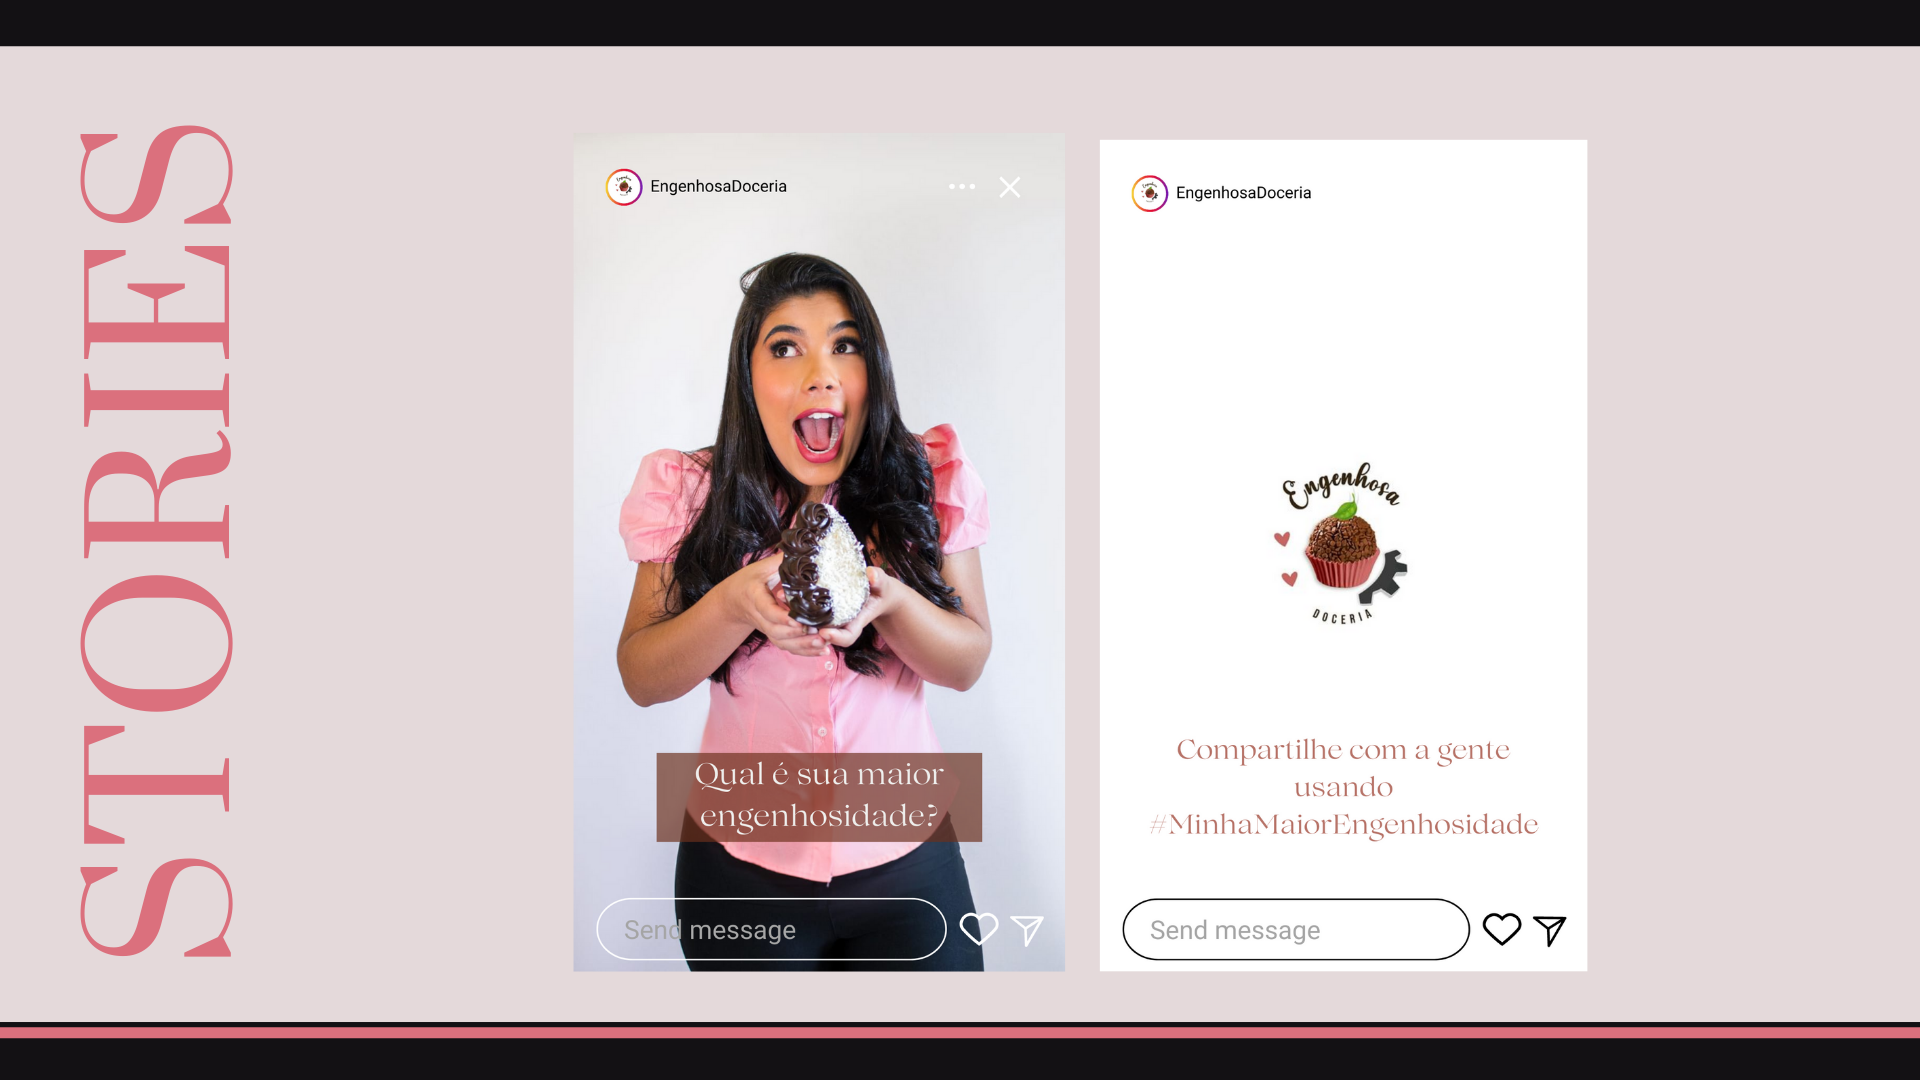 STORIES
EngenhosaDoceria
Qual é sua maior
engenhosidade?
Send message
EngenhosaDoceria
Engenhosa
DOCERIA
Compartilhe com a gente
usando
#MinhaMaiorEngenhosidade
Send message